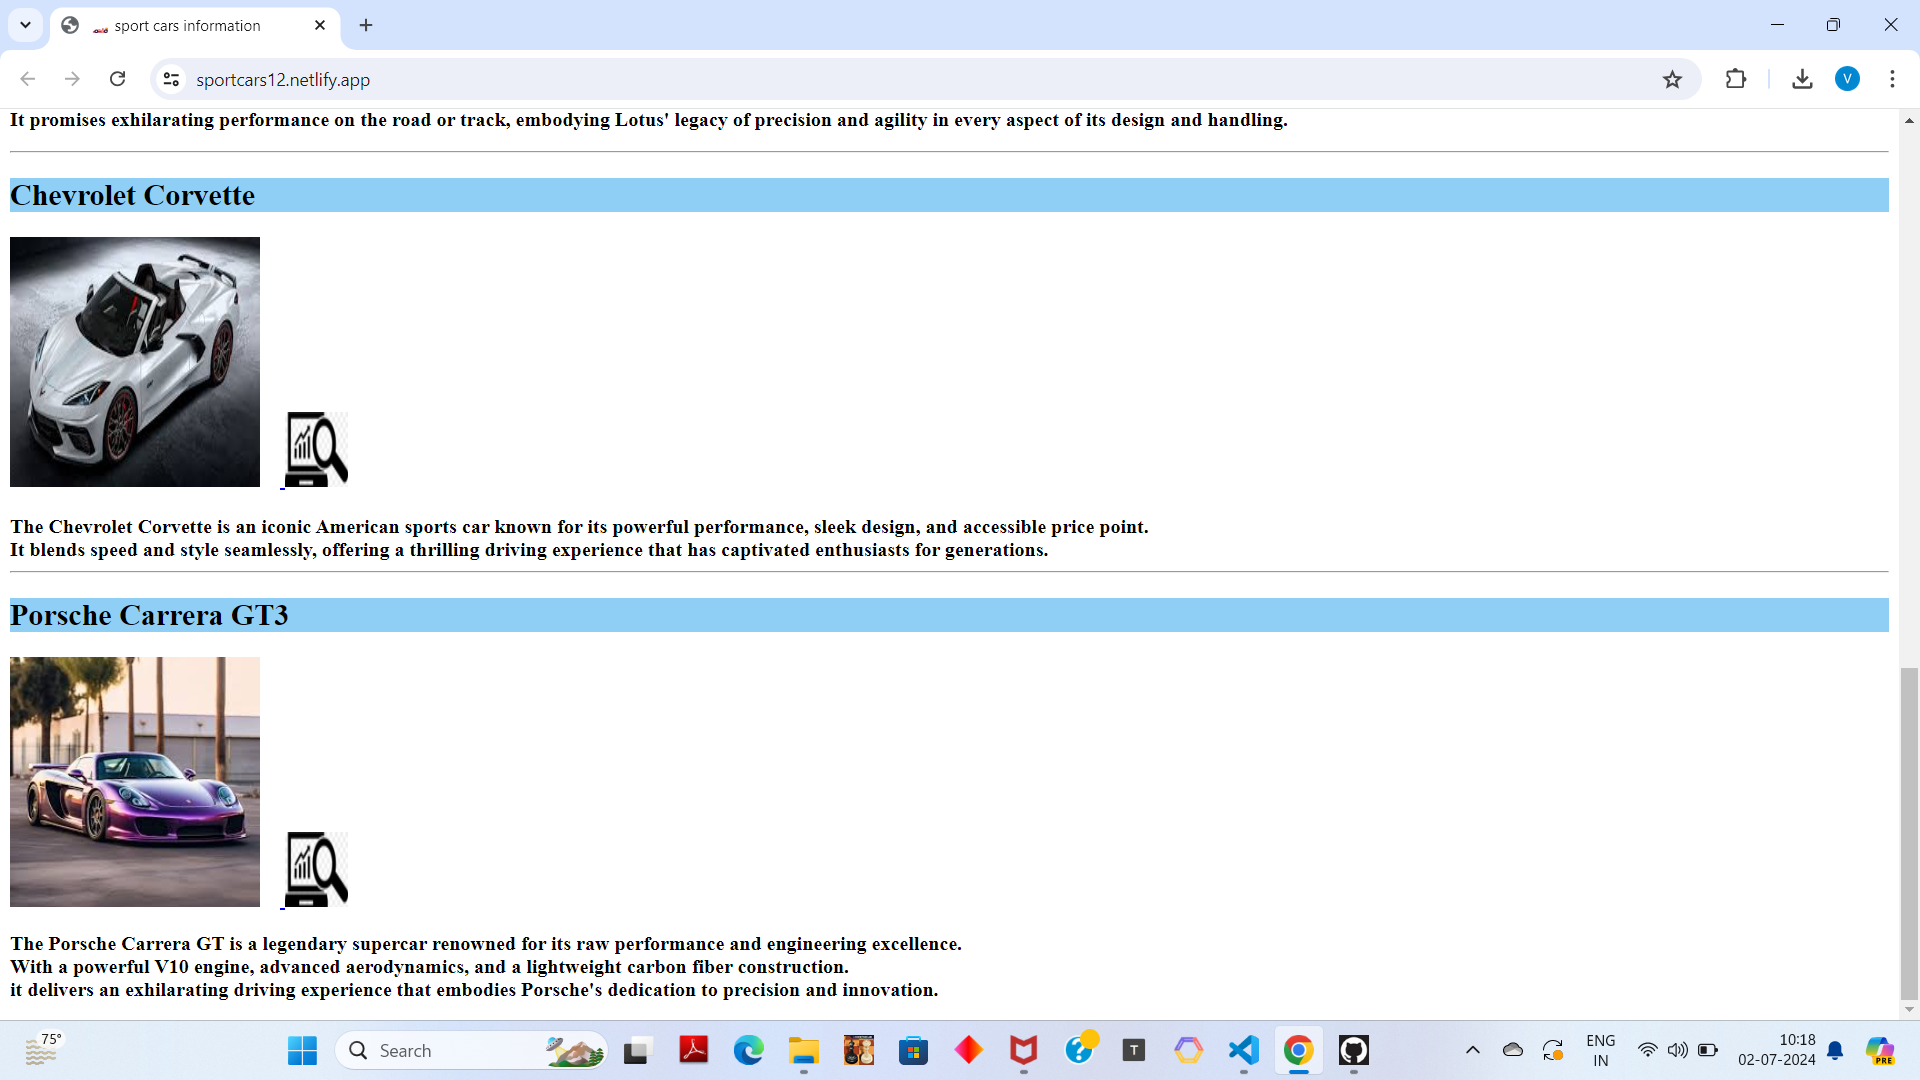 sport cars information
sportcars12.netlify.app
V
It promises exhilarating performance on the road or track, embodying Lotus' legacy of precision and agility in every aspect of its design and handling.
Chevrolet Corvette
The Chevrolet Corvette is an iconic American sports car known for its powerful performance, sleek design, and accessible price point.
It blends speed and style seamlessly, offering a thrilling driving experience that has captivated enthusiasts for generations.
Porsche Carrera GT3
The Porsche Carrera GT is a legendary supercar renowned for its raw performance and engineering excellence.
With a powerful V10 engine, advanced aerodynamics, and a lightweight carbon fiber construction.
it delivers an exhilarating driving experience that embodies Porsche's dedication to precision and innovation.
75°
Search
T
ENG
IN
10:18
02-07-2024
PRE